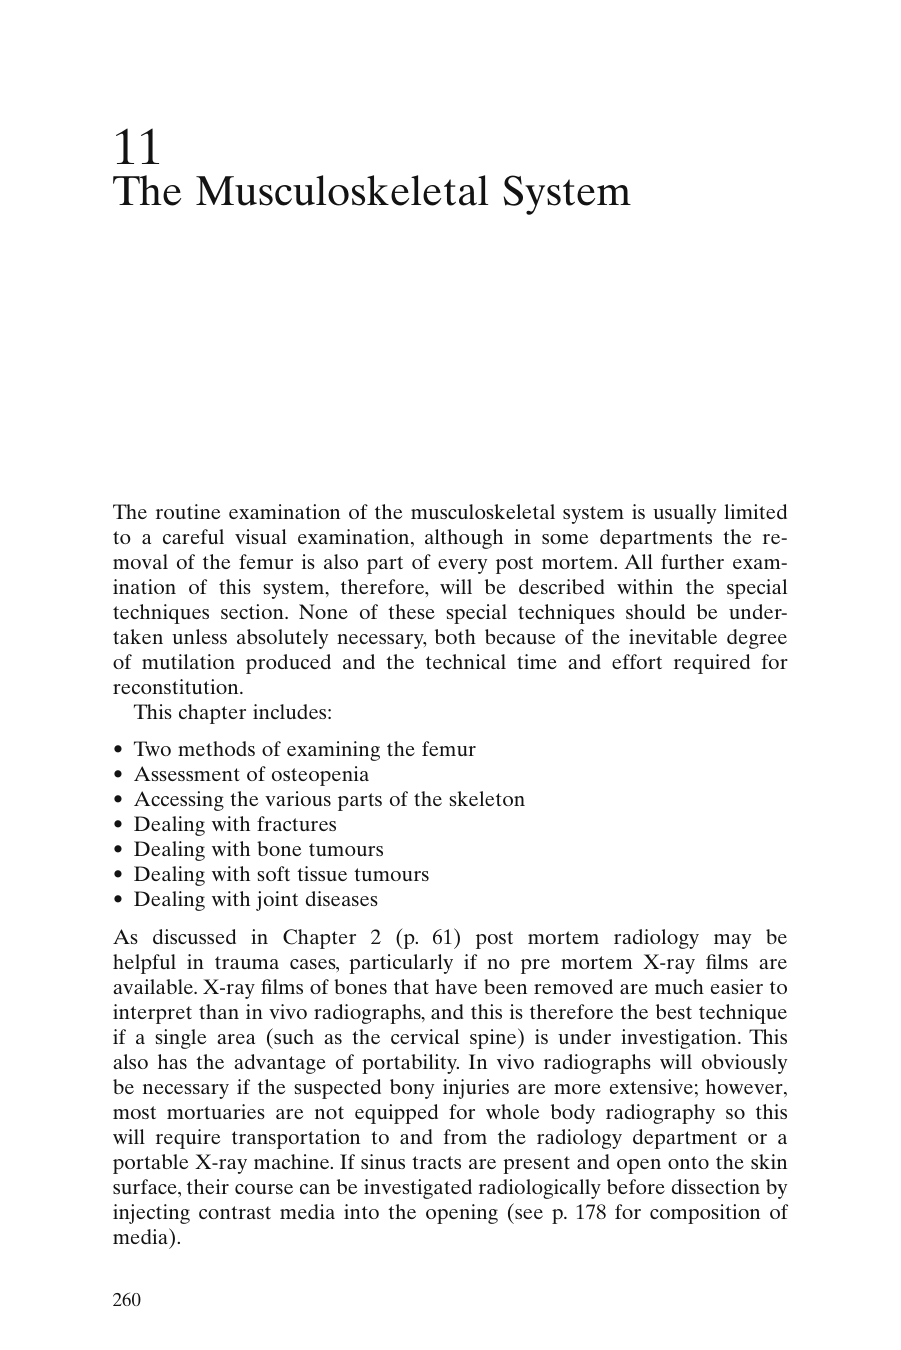 11
The Musculoskeletal System
The routine examination of the musculoskeletal system is usually limited
to a careful visual examination, although in some departments the re-
moval of the femur is also part of every post mortem. All further exam-
ination of this system, therefore, will be described within the special
techniques section. None of these special techniques should be under-
taken unless absolutely necessary, both because of the inevitable degree
of mutilation produced and the technical time and effort required for
reconstitution.
This chapter includes:
• Two methods of examining the femur
• Assessment of osteopenia
• Accessing the various parts of the skeleton
• Dealing with fractures
• Dealing with bone tumours
• Dealing with soft tissue tumours
• Dealing with joint diseases
As discussed in Chapter 2 (p. 61) post mortem radiology may be
helpful in trauma cases, particularly if no pre mortem X-ray films are
available. X-ray films of bones that have been removed are much easier to
interpret than in vivo radiographs, and this is therefore the best technique
if a single area (such as the cervical spine) is under investigation. This
also has the advantage of portability. In vivo radiographs will obviously
be necessary if the suspected bony injuries are more extensive; however,
most mortuaries are not equipped for whole body radiography so this
will require transportation to and from the radiology department or a
portable X-ray machine. If sinus tracts are present and open onto the skin
surface, their course can be investigated radiologically before dissection by
injecting contrast media into the opening (see p. 178 for composition of
media).
260